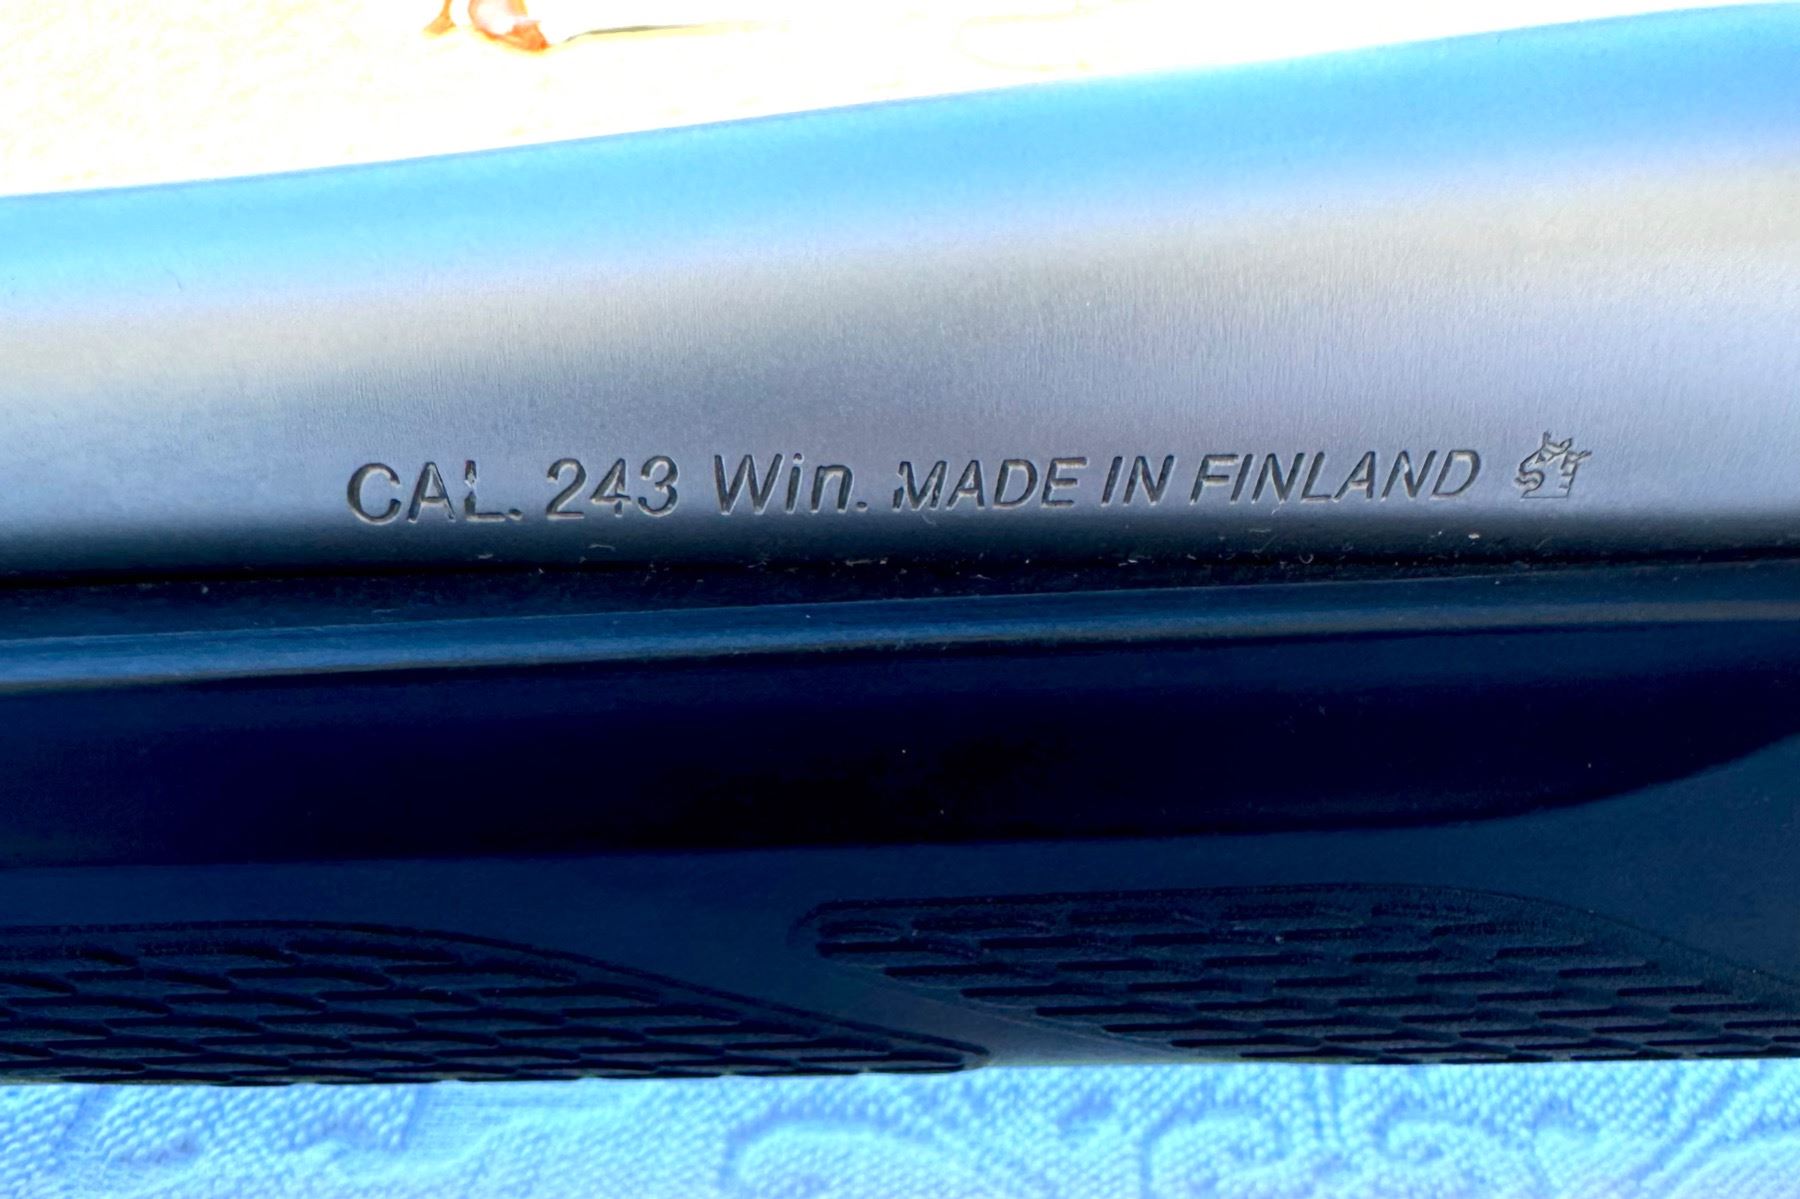 CAL. 243 Win. MADE IN FINLAND